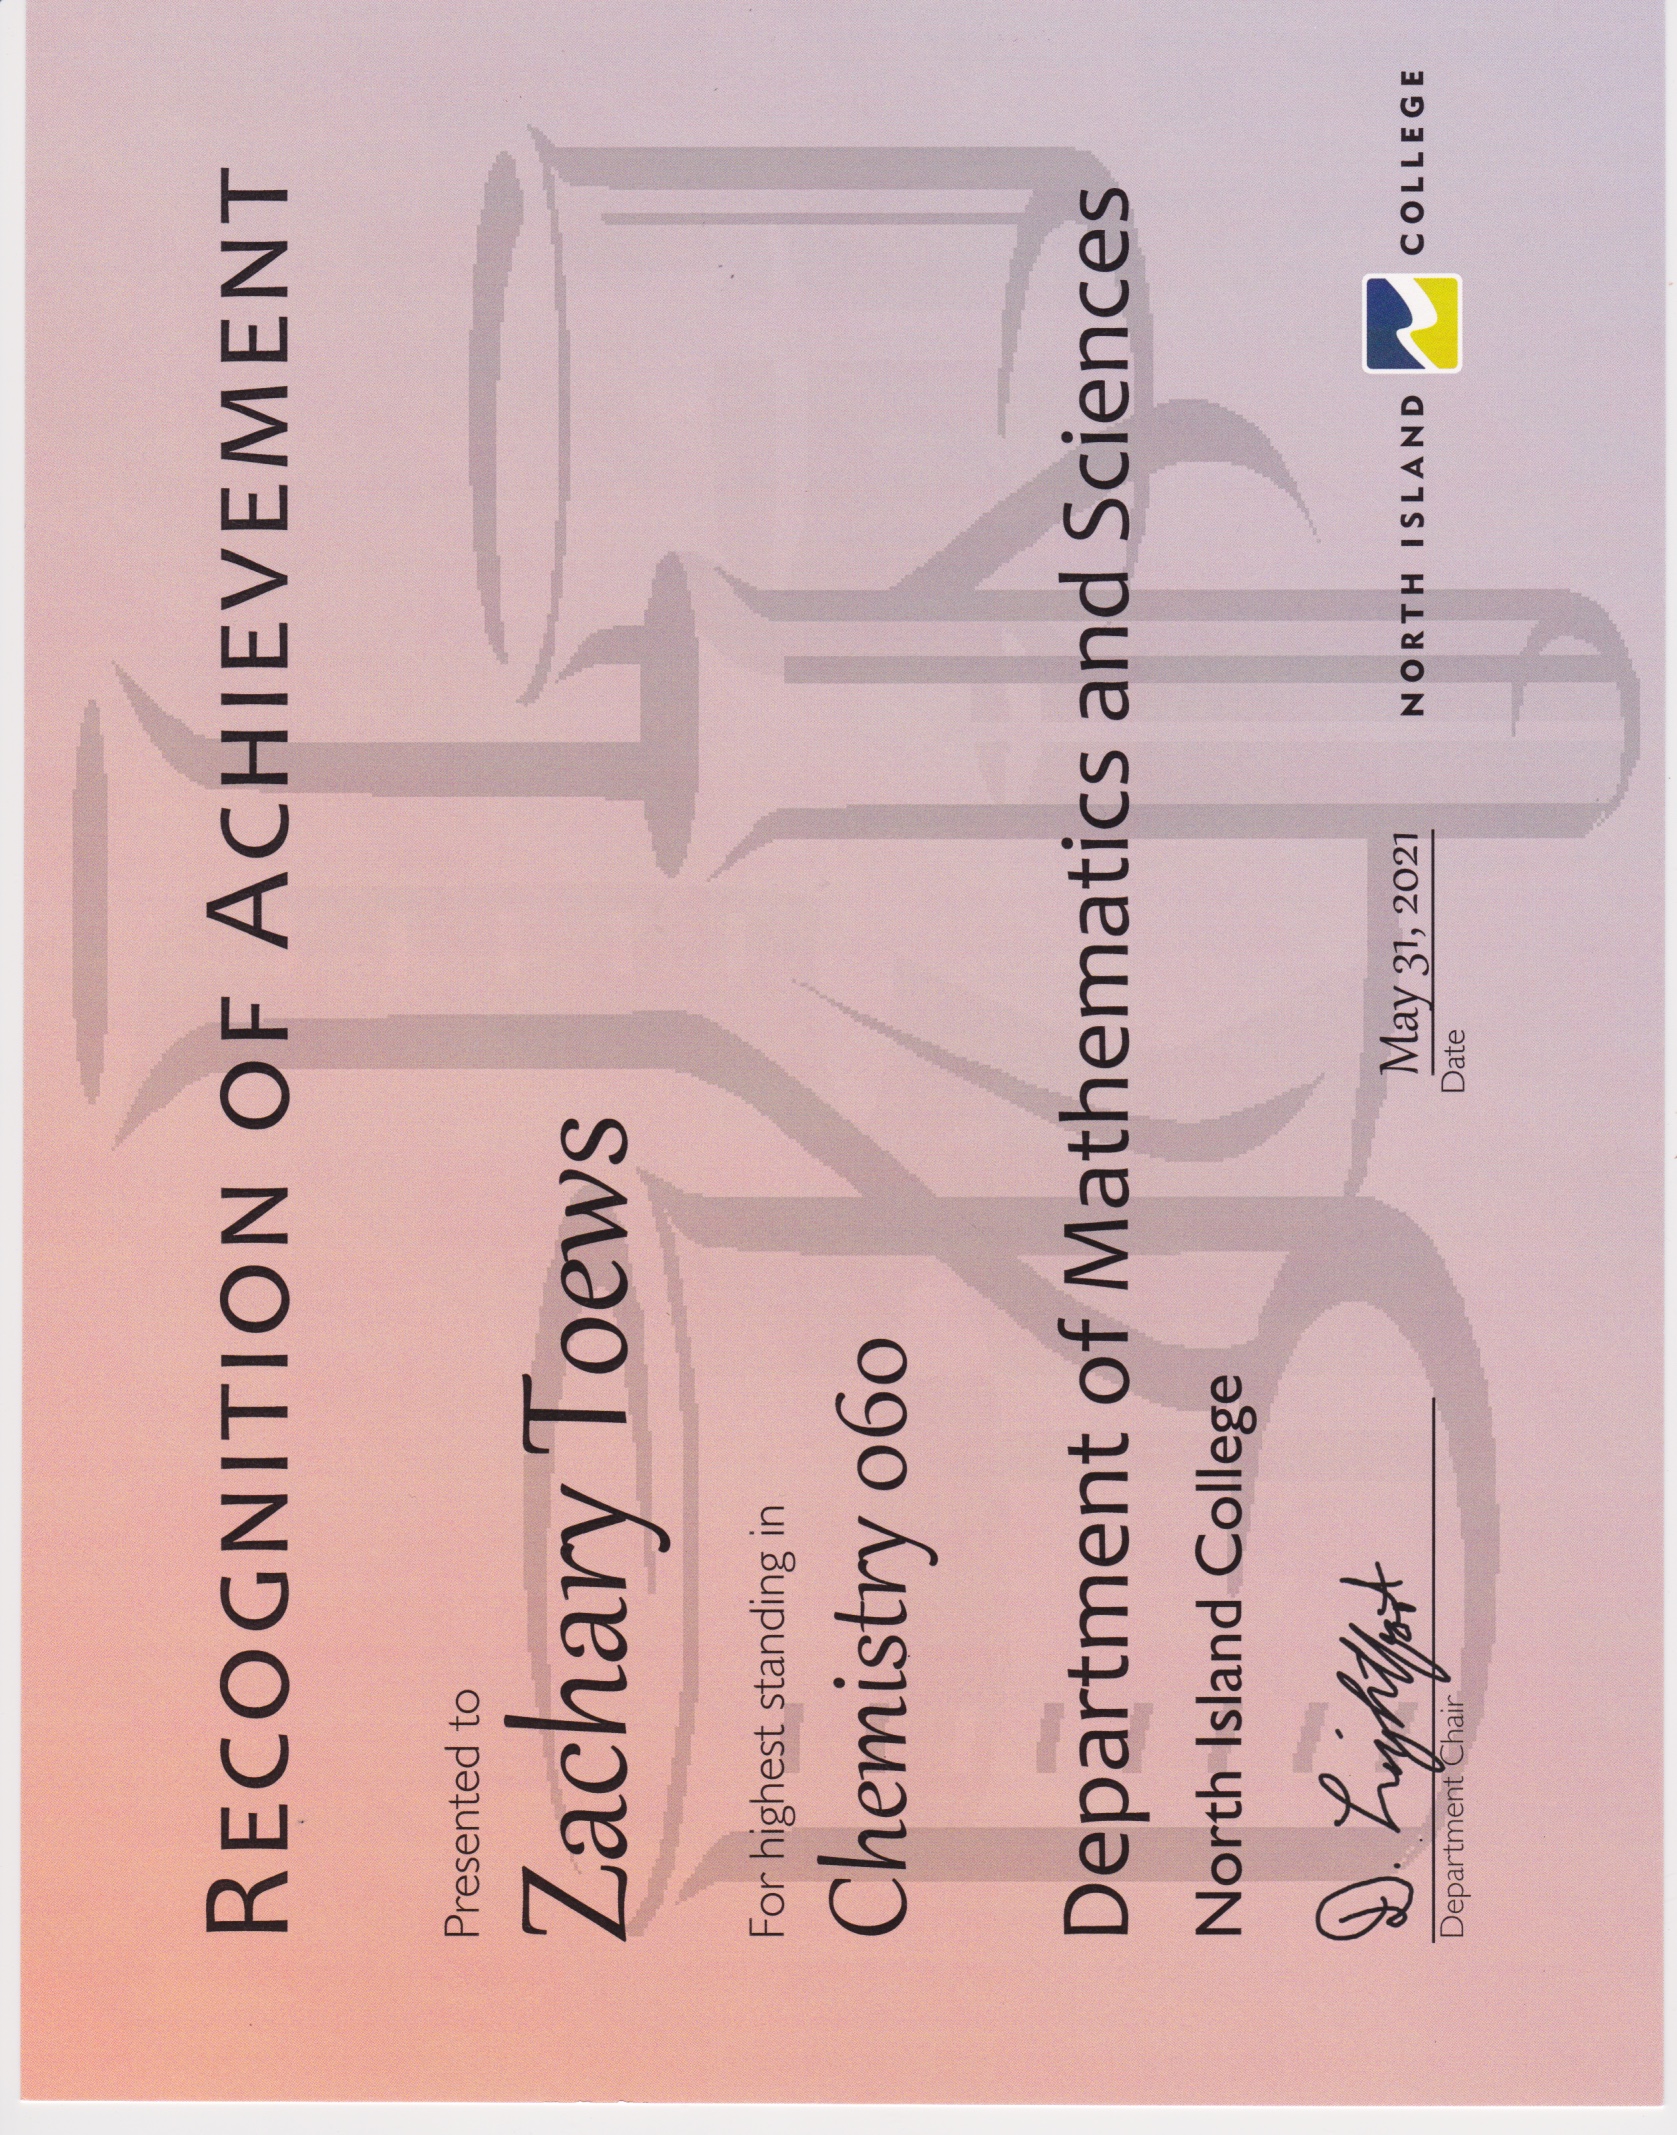 RECOGNITION OF ACHIEVEMENT
Presented to
Zachary Toews
For highest standing in
Chemistry 060
Department of Mathematics and Sciences
North Island College
D. Lightfoot
Department Chair
May 31, 2021
Date
NORTH ISLAND COLLEGE